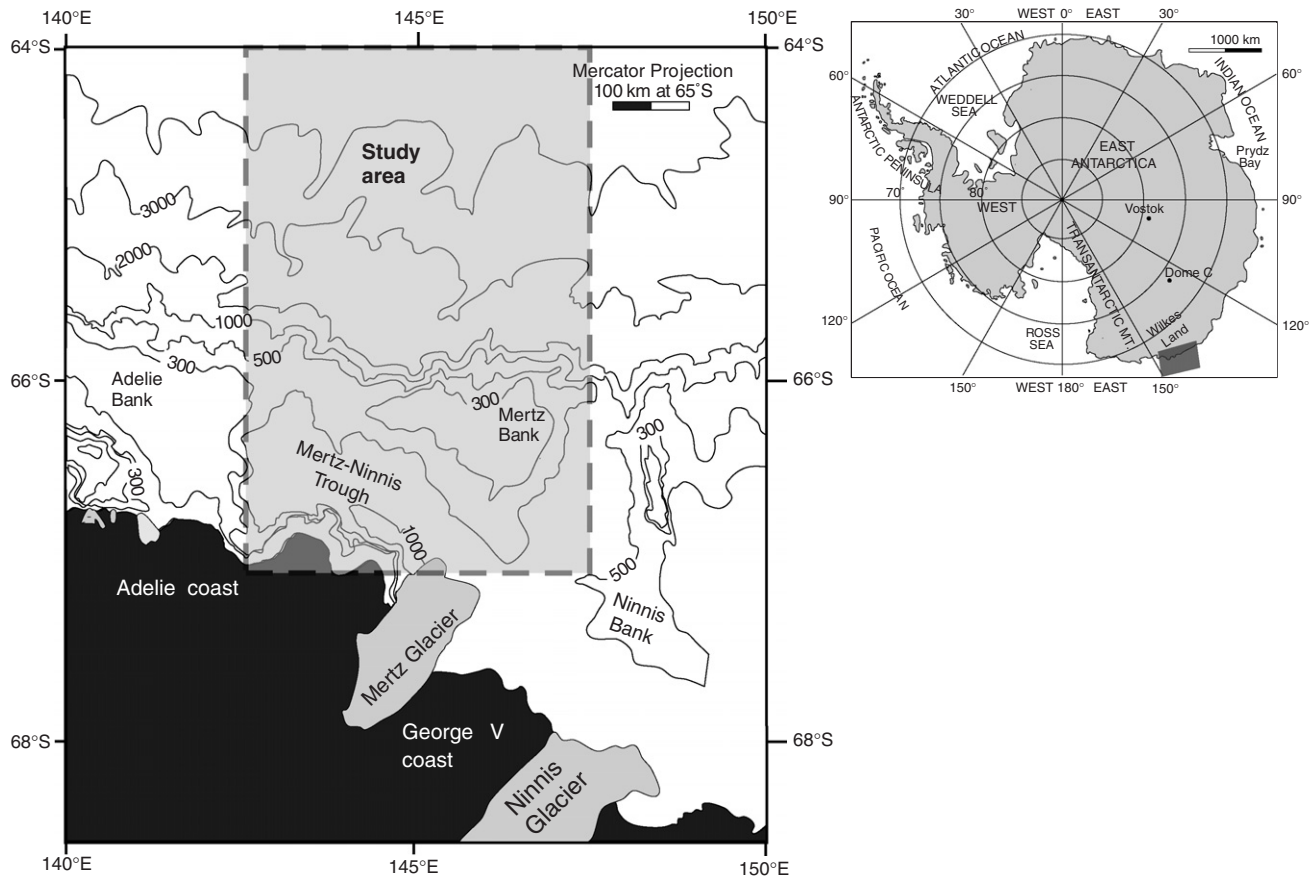 140°E
145°E
150°E
64°S
64°S
Mercator Projection
100 km at 65°S
Study
area
3000
2000
1000
300
500
Adelie
Bank
66°S
66°S
300
Mertz
Bank
300
Mertz-Ninnis
Trough
300
1000
500
Adelie coast
Ninnis
Bank
Mertz Glacier
George V
coast
68°S
68°S
Ninnis
Glacier
140°E
145°E
150°E
30°
WEST 0° EAST
30°
1000 km
ATLANTIC OCEAN
INDIAN OCEAN
60°
60°
WEDDELL
SEA
ANTARCTIC PENINSULA
EAST
ANTARCTICA
Prydz
Bay
70°
80°
90°
WEST
90°
Vostok
PACIFIC OCEAN
TRANSANTARCTIC MT.
Dome C
120°
120°
ROSS
SEA
Wilkes
Land
150°
WEST 180° EAST
150°